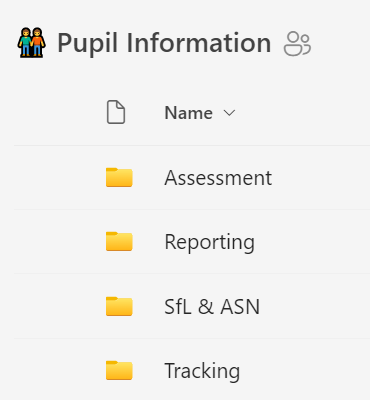 Pupil Information
Name
Assessment
Reporting
SfL & ASN
Tracking